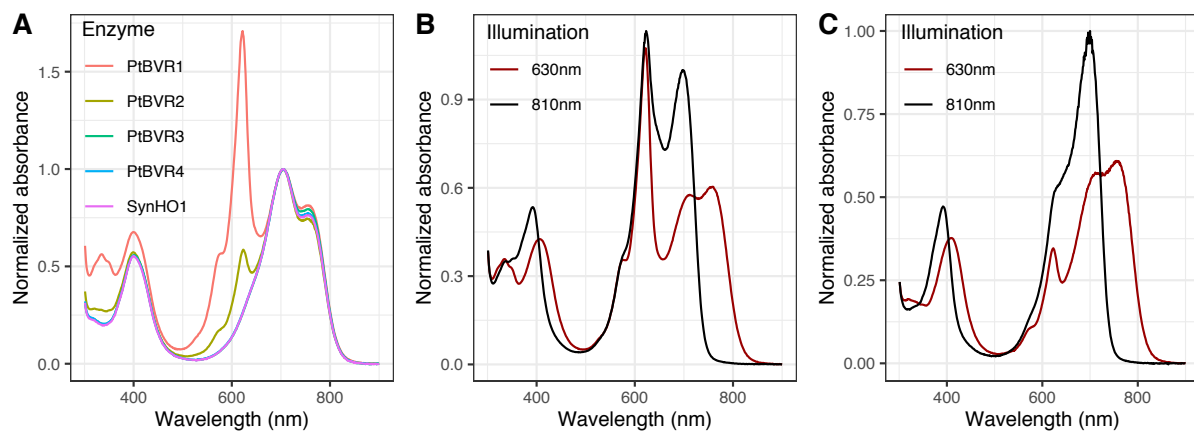 A
Enzyme
PtBVR1
PtBVR2
PtBVR3
PtBVR4
SynHO1
Normalized absorbance
1.5
1.0
0.5
0.0
400
600
800
Wavelength (nm)
B
Illumination
630nm
810nm
Normalized absorbance
0.9
0.6
0.3
0.0
400
600
800
Wavelength (nm)
C
Illumination
630nm
810nm
Normalized absorbance
1.00
0.75
0.50
0.25
0.00
400
600
800
Wavelength (nm)